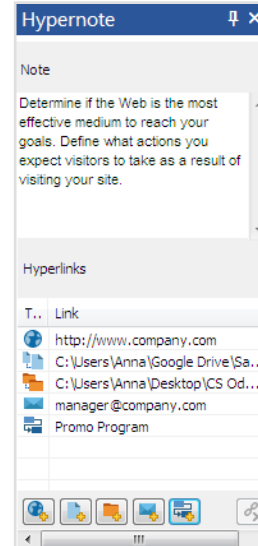 Hypernote
Note
Determine if the Web is the most
effective medium to reach your
goals. Define what actions you
expect visitors to take as a result of
visiting your site.
Hyperlinks
T.. Link
http://www.company.com
C:\Users\Anna\Google Drive\Sa...
C:\Users\Anna\Desktop\CS Od...
manager@company.com
Promo Program